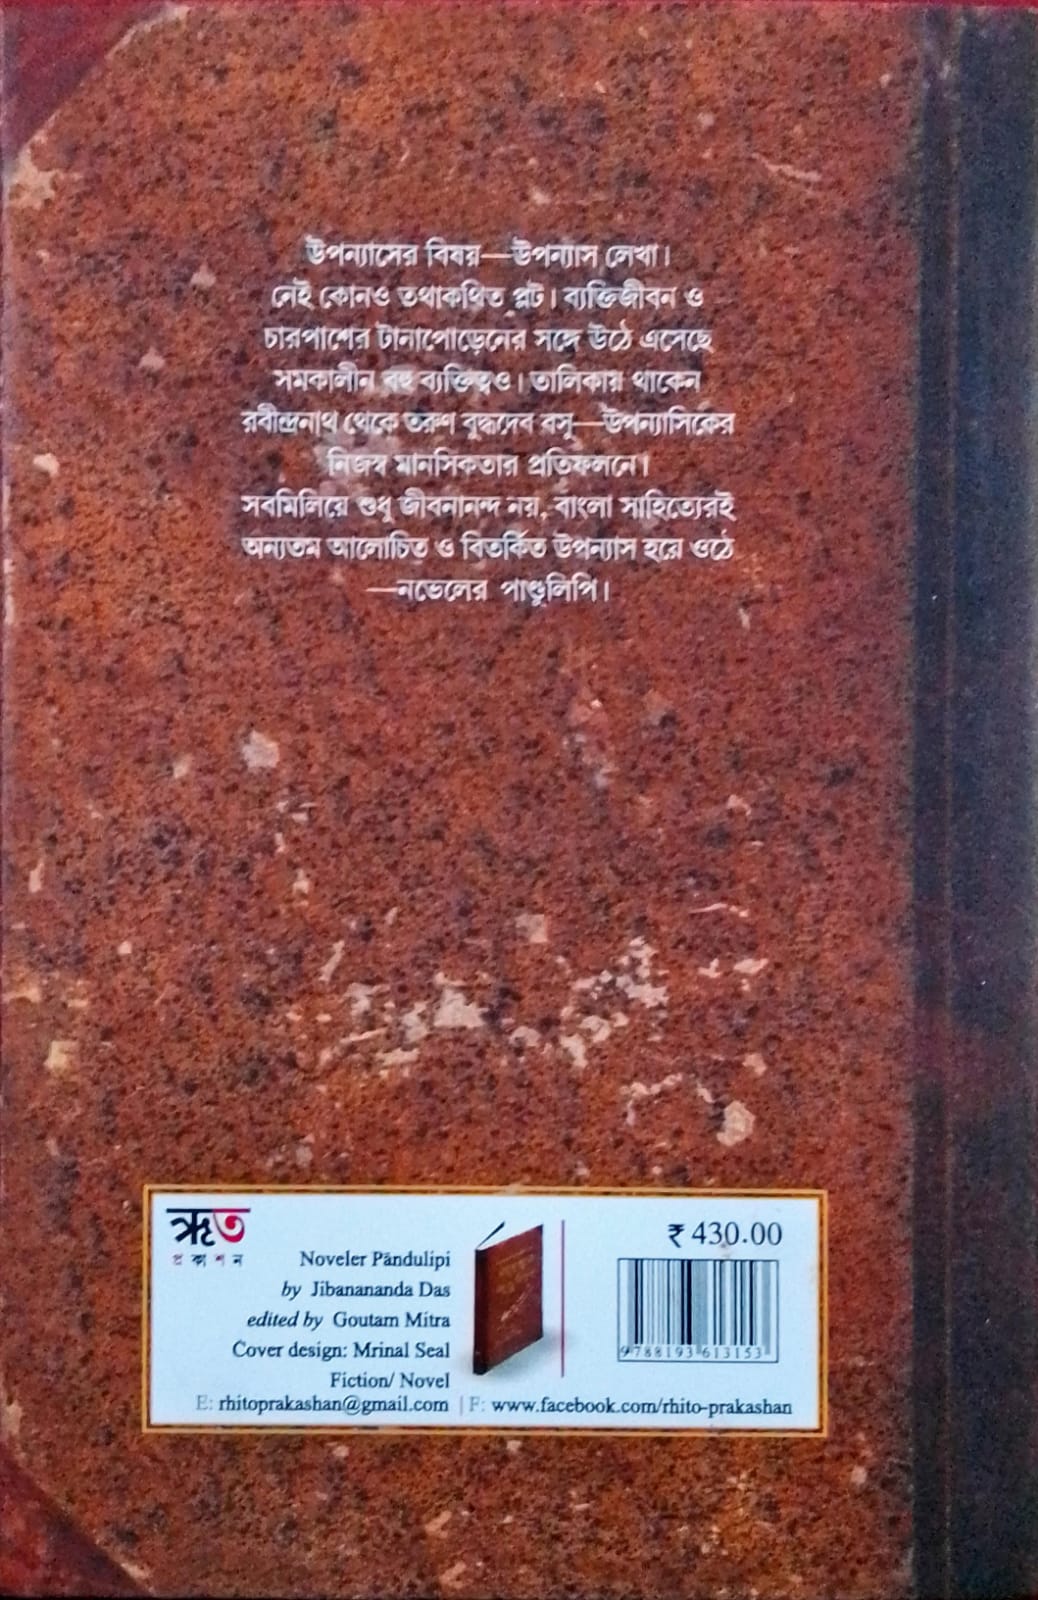 উপন্যাসের বিষয়—উপন্যাস লেখা।
নেই কোনও তথাকথিত প্লট। ব্যক্তিজীবন ও
চারপাশের টানাপোড়েনের সঙ্গে উঠে এসেছে
সমকালীন বহু ব্যক্তিত্বও। তালিকায় থাকেন
রবীন্দ্রনাথ থেকে তরুণ বুদ্ধদেব বসু—উপন্যাসিকের
নিজস্ব মানসিকতার প্রতিফলনে।
সবমিলিয়ে শুধু জীবনানন্দ নয়, বাংলা সাহিত্যেরই
অন্যতম আলোচিত ও বিতর্কিত উপন্যাস হয়ে ওঠে
—নভেলের পাণ্ডুলিপি।
ঋত
প্রকাশন
Noveler Pandulipi
by Jibanananda Das
edited by Goutam Mitra
Cover design: Mrinal Seal
Fiction/ Novel
₹ 430.00
9788193613153
E: rhitoprakashan@gmail.com | F: www.facebook.com/rhito-prakashan